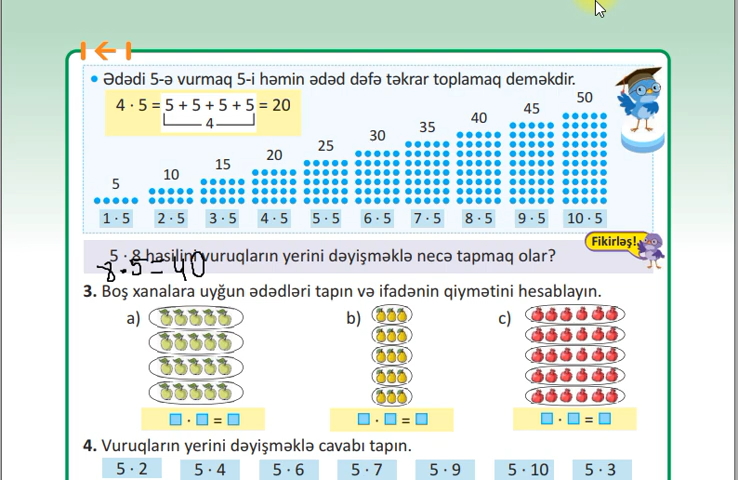 • Ədədi 5-ə vurmaq 5-i həmin ədəd dəfə təkrar toplamaq deməkdir.
4 · 5 = 5 + 5 + 5 + 5 = 20
4
5 10 15 20 25 30 35 40 45 50
1 · 5 2 · 5 3 · 5 4 · 5 5 · 5 6 · 5 7 · 5 8 · 5 9 · 5 10 · 5
Fikirləş!
5 · 8 hasilini vuruqların yerini dəyişməklə necə tapmaq olar?
8 · 5 = 40
3. Boş xanalara uyğun ədədləri tapın və ifadənin qiymətini hesablayın.
a) b) c)
· = · = · =
4. Vuruqların yerini dəyişməklə cavabı tapın.
5 · 2 5 · 4 5 · 6 5 · 7 5 · 9 5 · 10 5 · 3